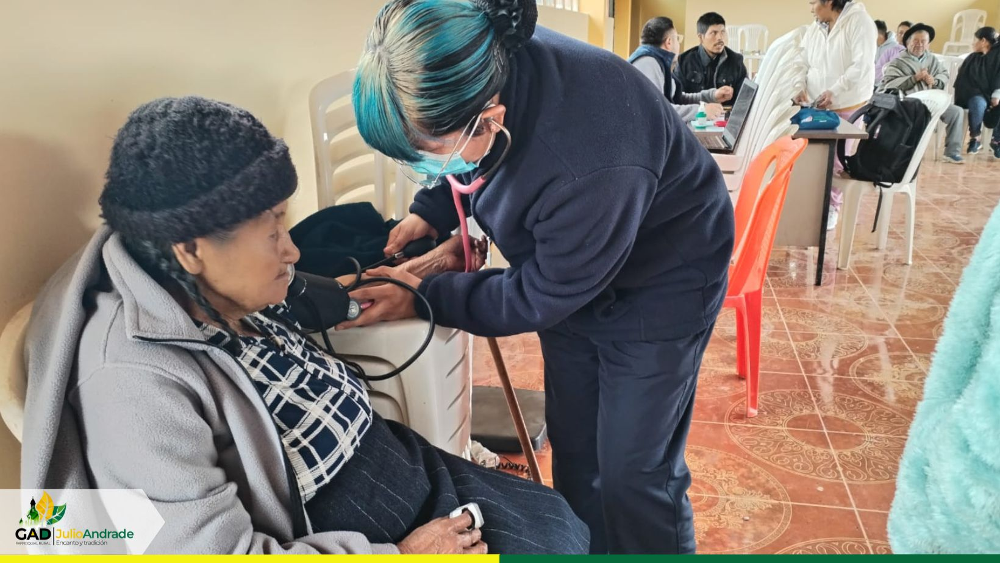 GAD
PARROQUIAL RURAL
JulioAndrade
Encanto y tradición